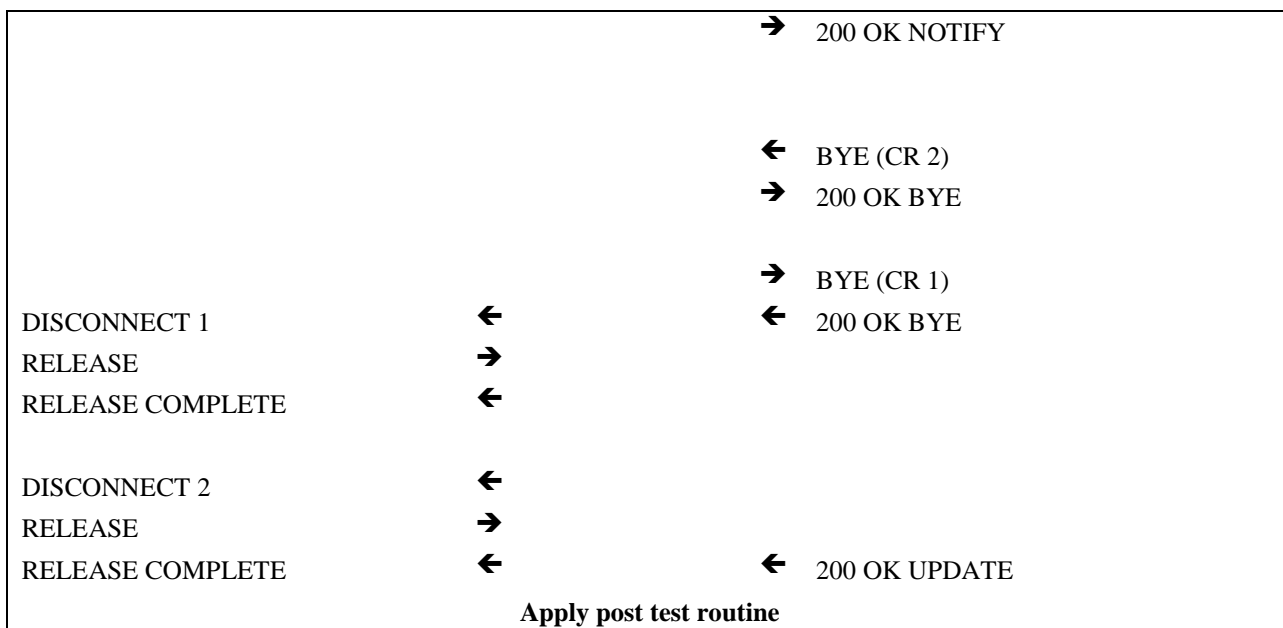 ➔ 200 OK NOTIFY
🡸 BYE (CR 2)
➔ 200 OK BYE
➔ BYE (CR 1)
DISCONNECT 1 🡸 🡸 200 OK BYE
RELEASE ➔
RELEASE COMPLETE 🡸
DISCONNECT 2 🡸
RELEASE ➔
RELEASE COMPLETE 🡸 🡸 200 OK UPDATE
Apply post test routine